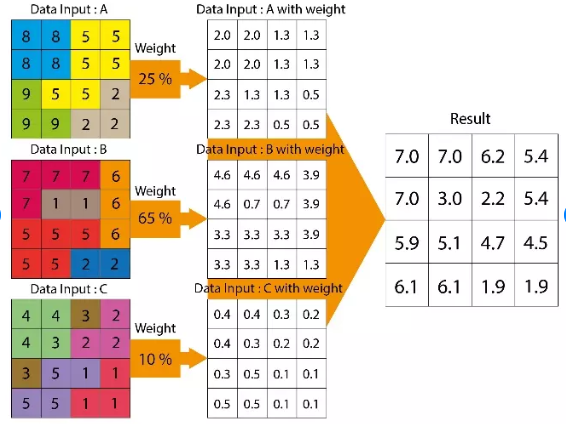 Data Input : A
8 8 5 5
8 8 5 5
9 5 5 2
9 9 2 2
Weight
25 %
Data Input : A with weight
2.0 2.0 1.3 1.3
2.0 2.0 1.3 1.3
2.3 1.3 1.3 0.5
2.3 2.3 0.5 0.5
Data Input : B
7 7 7 6
7 1 1 6
5 5 5 6
5 5 2 2
Weight
65 %
Data Input : B with weight
4.6 4.6 4.6 3.9
4.6 0.7 0.7 3.9
3.3 3.3 3.3 3.9
3.3 3.3 1.3 1.3
Data Input : C
4 4 3 2
4 3 2 2
3 5 1 1
5 5 1 1
Weight
10 %
Data Input : C with weight
0.4 0.4 0.3 0.2
0.4 0.3 0.2 0.2
0.3 0.5 0.1 0.1
0.5 0.5 0.1 0.1
Result
7.0 7.0 6.2 5.4
7.0 3.0 2.2 5.4
5.9 5.1 4.7 4.5
6.1 6.1 1.9 1.9